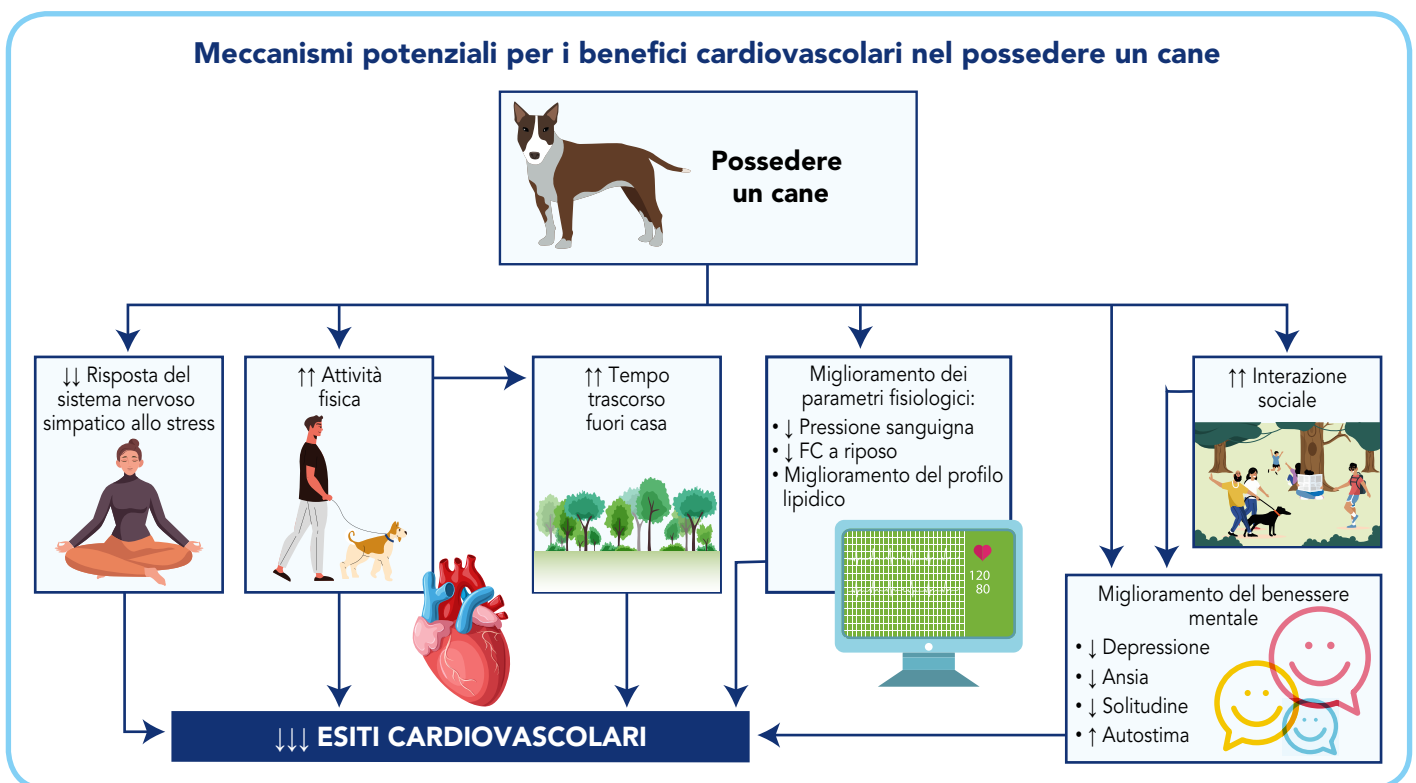 Meccanismi potenziali per i benefici cardiovascolari nel possedere un cane
Possedere
un cane
↓↓ Risposta del
sistema nervoso
simpatico allo stress
↑↑ Attività
fisica
↑↑ Tempo
trascorso
fuori casa
Miglioramento dei
parametri fisiologici:
• ↓ Pressione sanguigna
• ↓ FC a riposo
• Miglioramento del profilo
lipidico
120
80
↑↑ Interazione
sociale
Miglioramento del benessere
mentale
• ↓ Depressione
• ↓ Ansia
• ↓ Solitudine
• ↑ Autostima
↓↓↓ ESITI CARDIOVASCOLARI